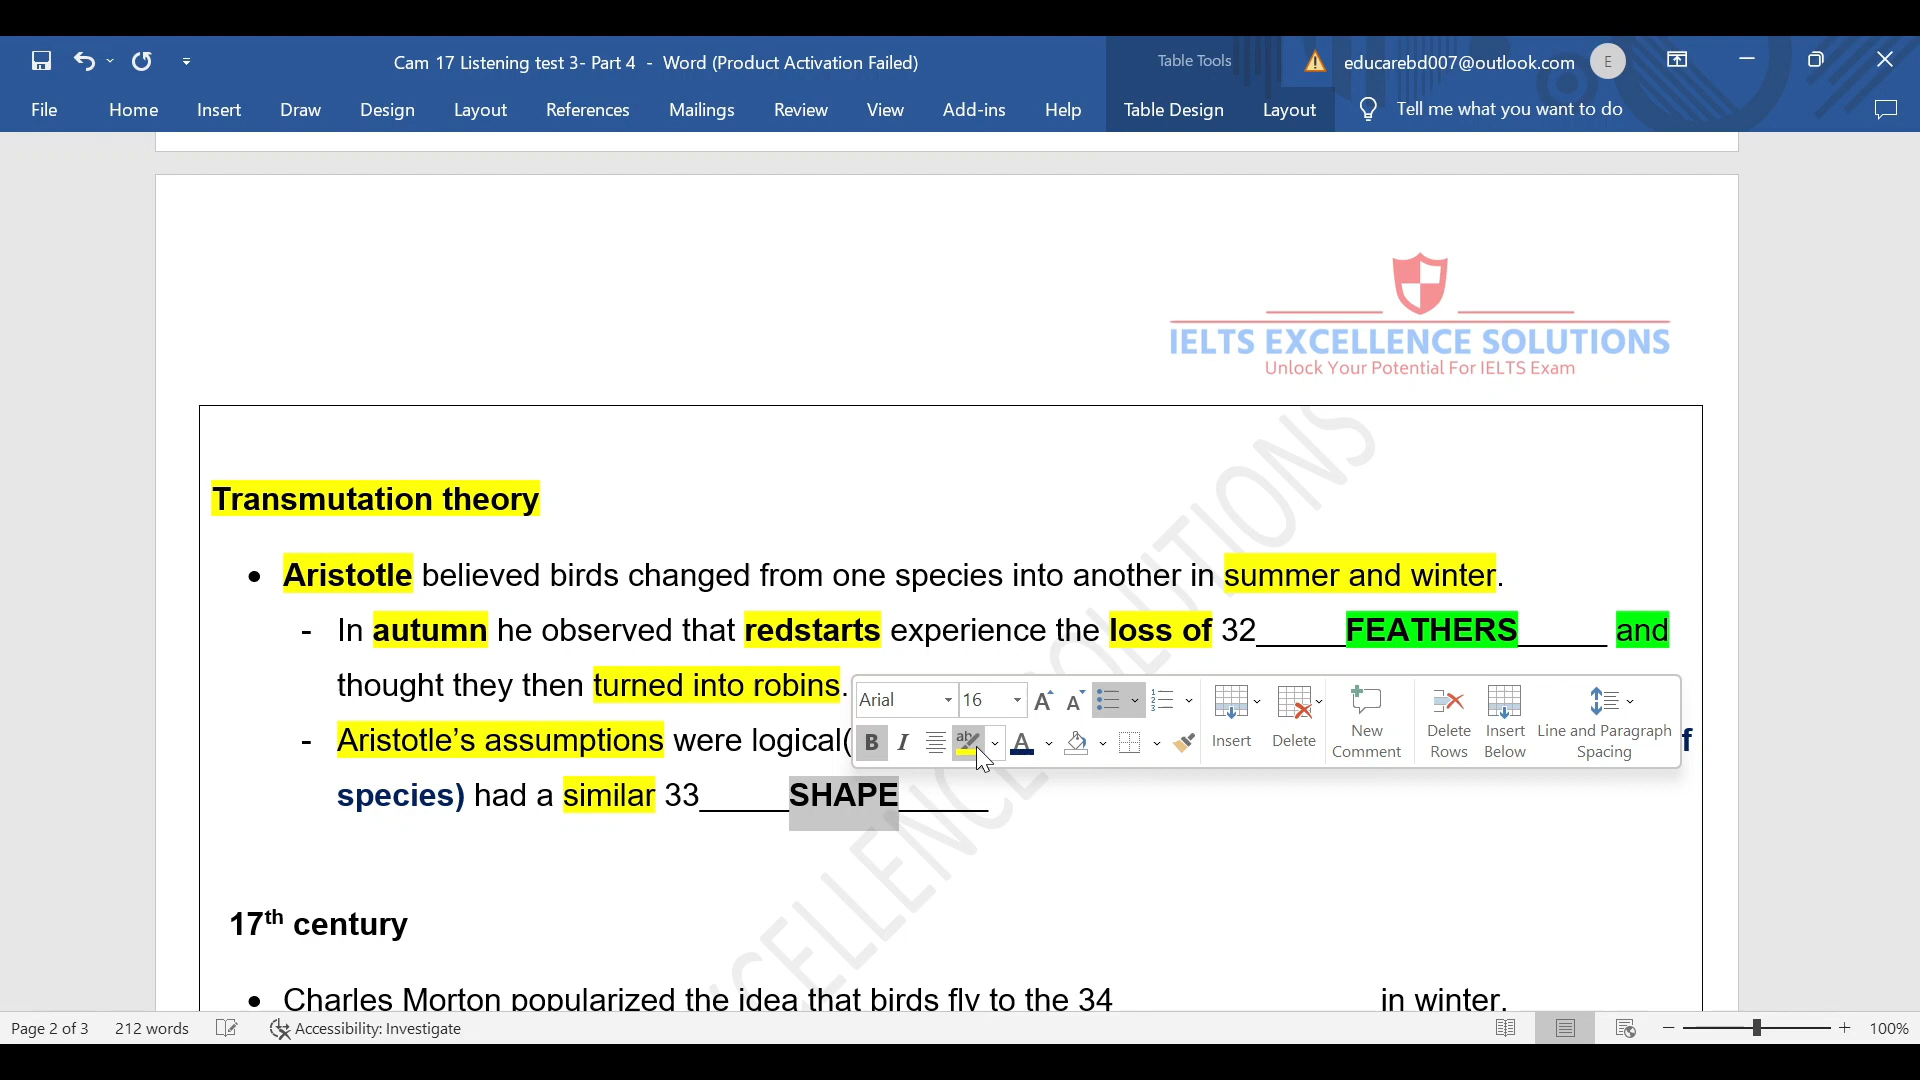 Cam 17 Listening test 3- Part 4 - Word (Product Activation Failed)
Table Tools
educarebd007@outlook.com
E
File Home Insert Draw Design Layout References Mailings Review View Add-ins Help Table Design Layout Tell me what you want to do
IELTS EXCELLENCE SOLUTIONS
Unlock Your Potential For IELTS Exam
Transmutation theory
• Aristotle believed birds changed from one species into another in summer and winter.
- In autumn he observed that redstarts experience the loss of 32_____FEATHERS_____ and
thought they then turned into robins.
Arial 16
- Aristotle's assumptions were logical( f
B I ab A Insert Delete New Comment Delete Rows Insert Below Line and Paragraph Spacing
species) had a similar 33_____SHAPE_____
17th century
• Charles Morton popularized the idea that birds fly to the 34 in winter.
Page 2 of 3 212 words Accessibility: Investigate 100%